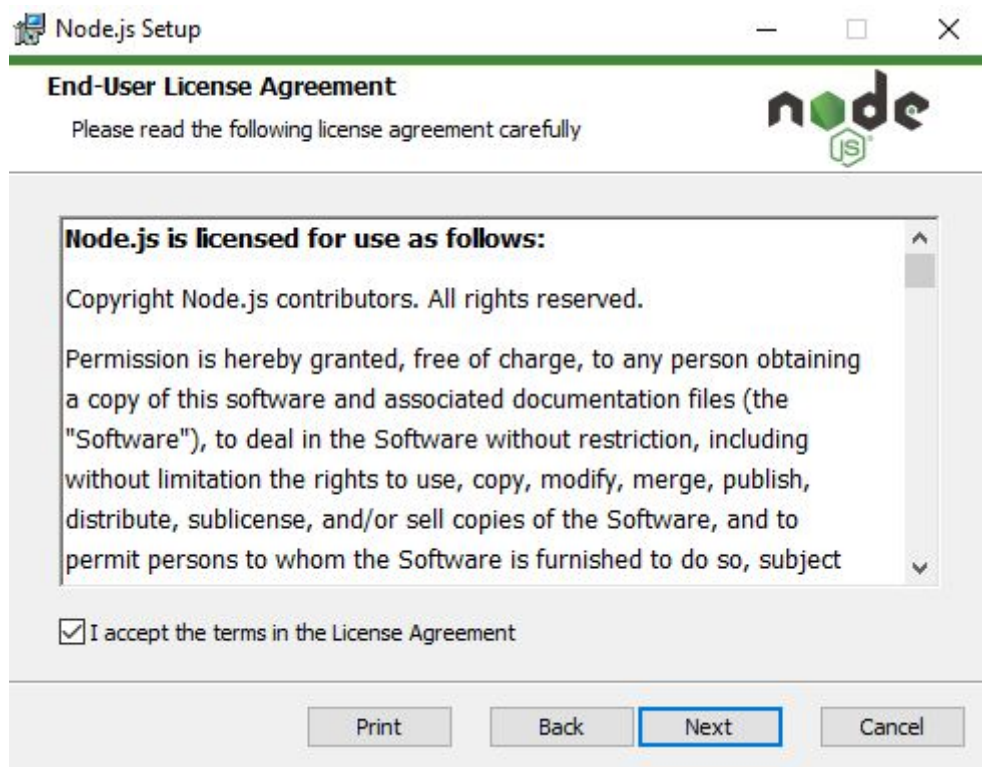 Node.js Setup
End-User License Agreement
Please read the following license agreement carefully
node
JS
Node.js is licensed for use as follows:
Copyright Node.js contributors. All rights reserved.
Permission is hereby granted, free of charge, to any person obtaining
a copy of this software and associated documentation files (the
"Software"), to deal in the Software without restriction, including
without limitation the rights to use, copy, modify, merge, publish,
distribute, sublicense, and/or sell copies of the Software, and to
permit persons to whom the Software is furnished to do so, subject
I accept the terms in the License Agreement
Print Back Next Cancel